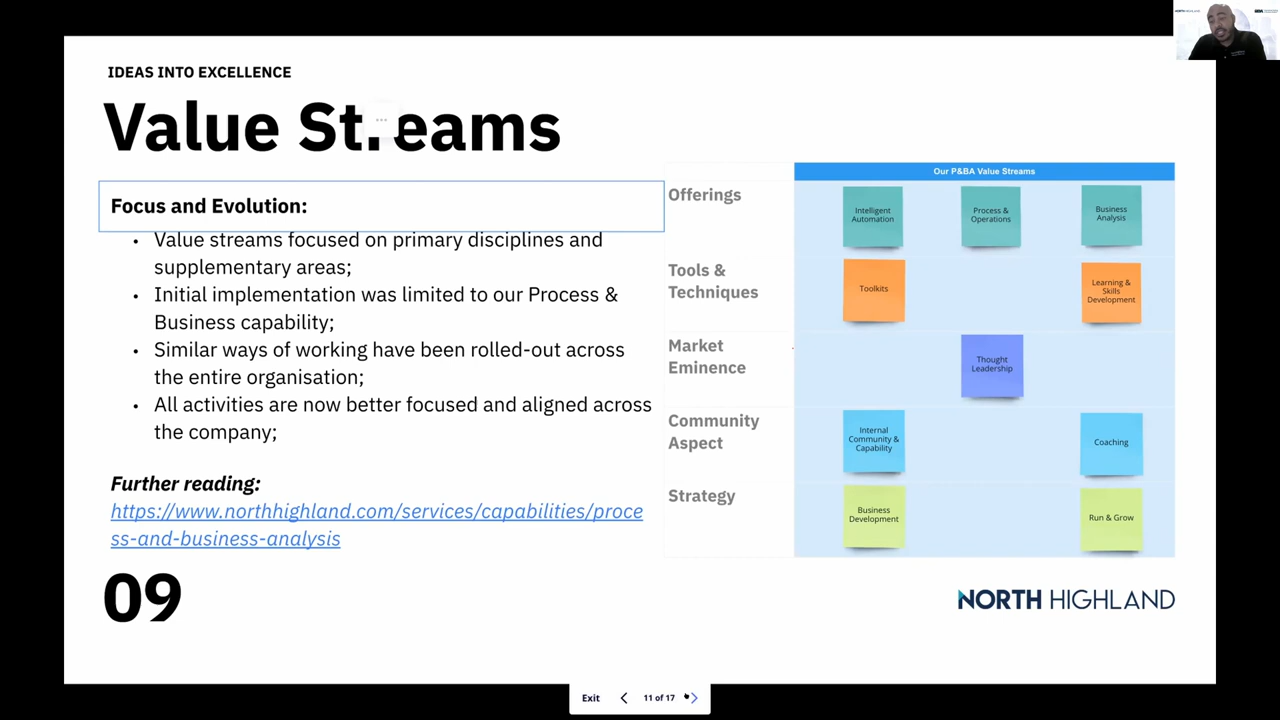 IDEAS INTO EXCELLENCE
Value St. eams
Focus and Evolution:
• Value streams focused on primary disciplines and
supplementary areas;
• Initial implementation was limited to our Process &
Business capability;
• Similar ways of working have been rolled-out across
the entire organisation;
• All activities are now better focused and aligned across
the company;
Further reading:
https://www.northhighland.com/services/capabilities/proce
ss-and-business-analysis
09
Our P&BA Value Streams
Offerings
Intelligent
Automation
Process &
Operations
Business
Analysis
Tools &
Techniques
Toolkits
Learning &
Skills
Development
Market
Eminence
Thought
Leadership
Community
Aspect
Internal
Community &
Capability
Coaching
Strategy
Business
Development
Run & Grow
NORTH HIGHLAND
Exit
11 of 17